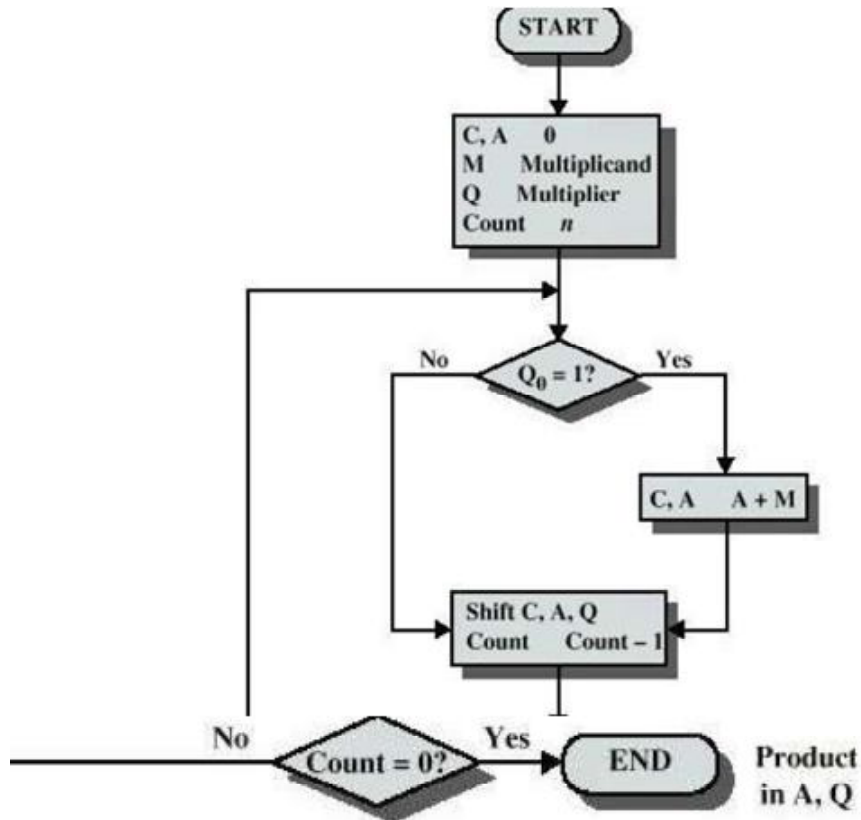 START
C, A 0
M Multiplicand
Q Multiplier
Count n
No
Yes
Q₀ = 1?
C, A A + M
Shift C, A, Q
Count Count – 1
No
Count = 0?
Yes
END
Product
in A, Q